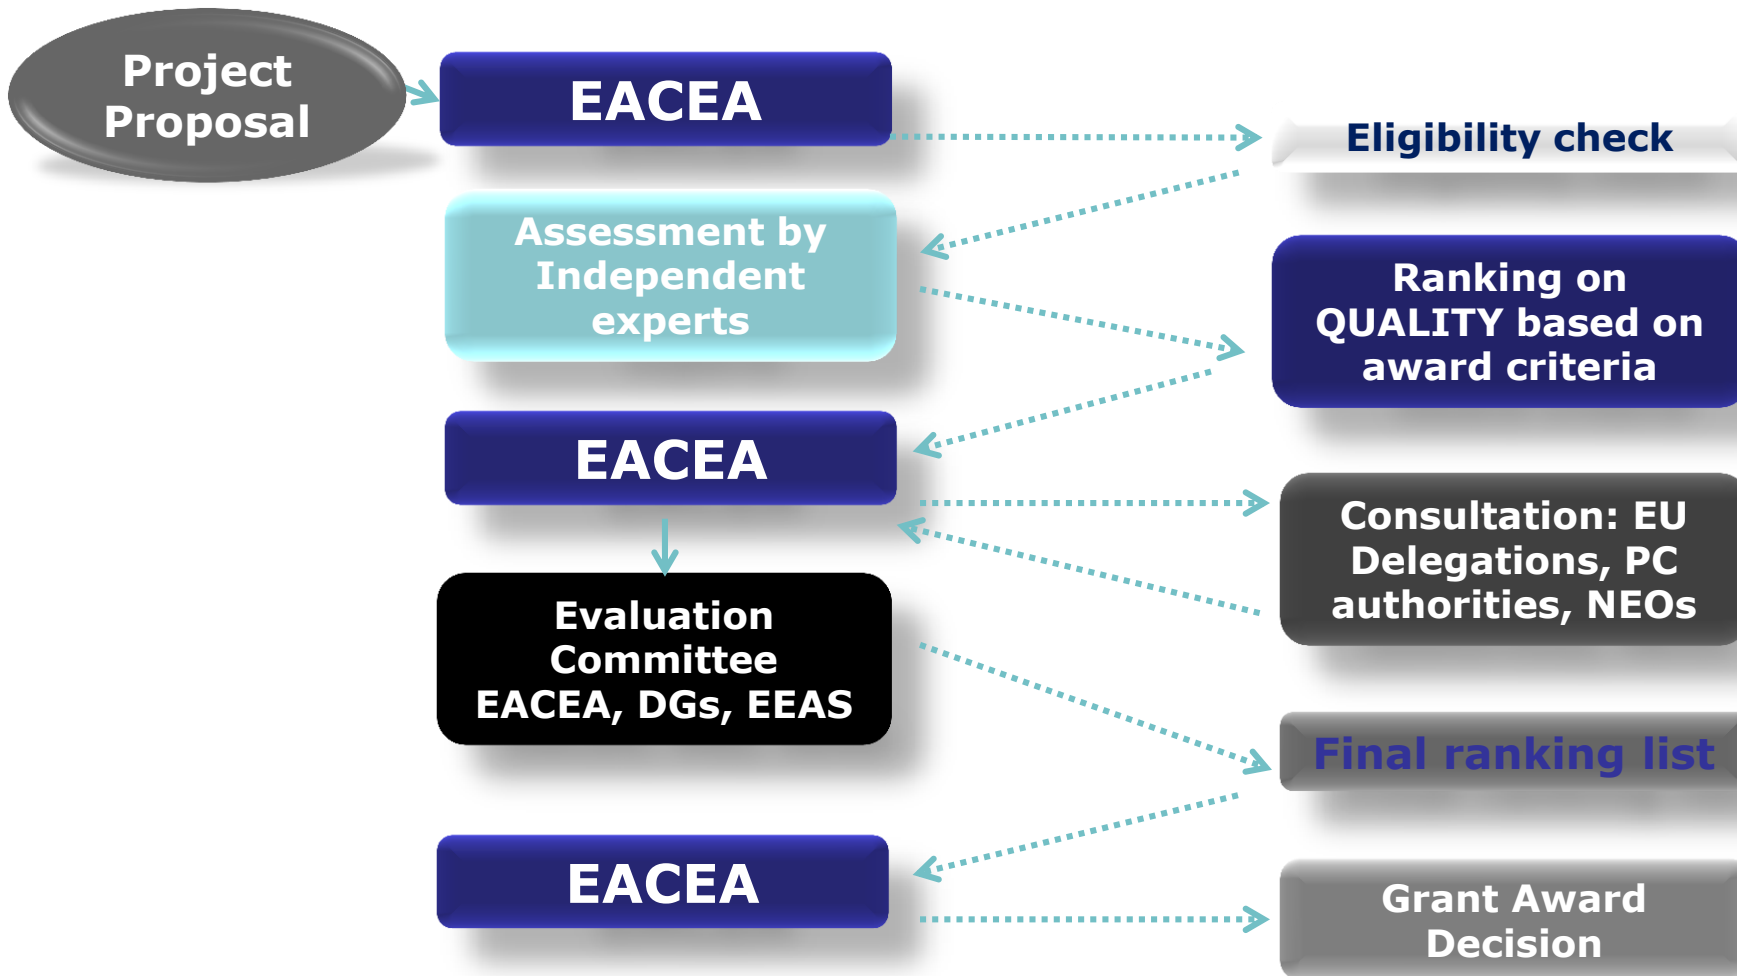 Project
Proposal
EACEA
Eligibility check
Assessment by
Independent
experts
Ranking on
QUALITY based on
award criteria
EACEA
Consultation: EU
Delegations, PC
authorities, NEOs
Evaluation
Committee
EACEA, DGs, EEAS
Final ranking list
EACEA
Grant Award
Decision